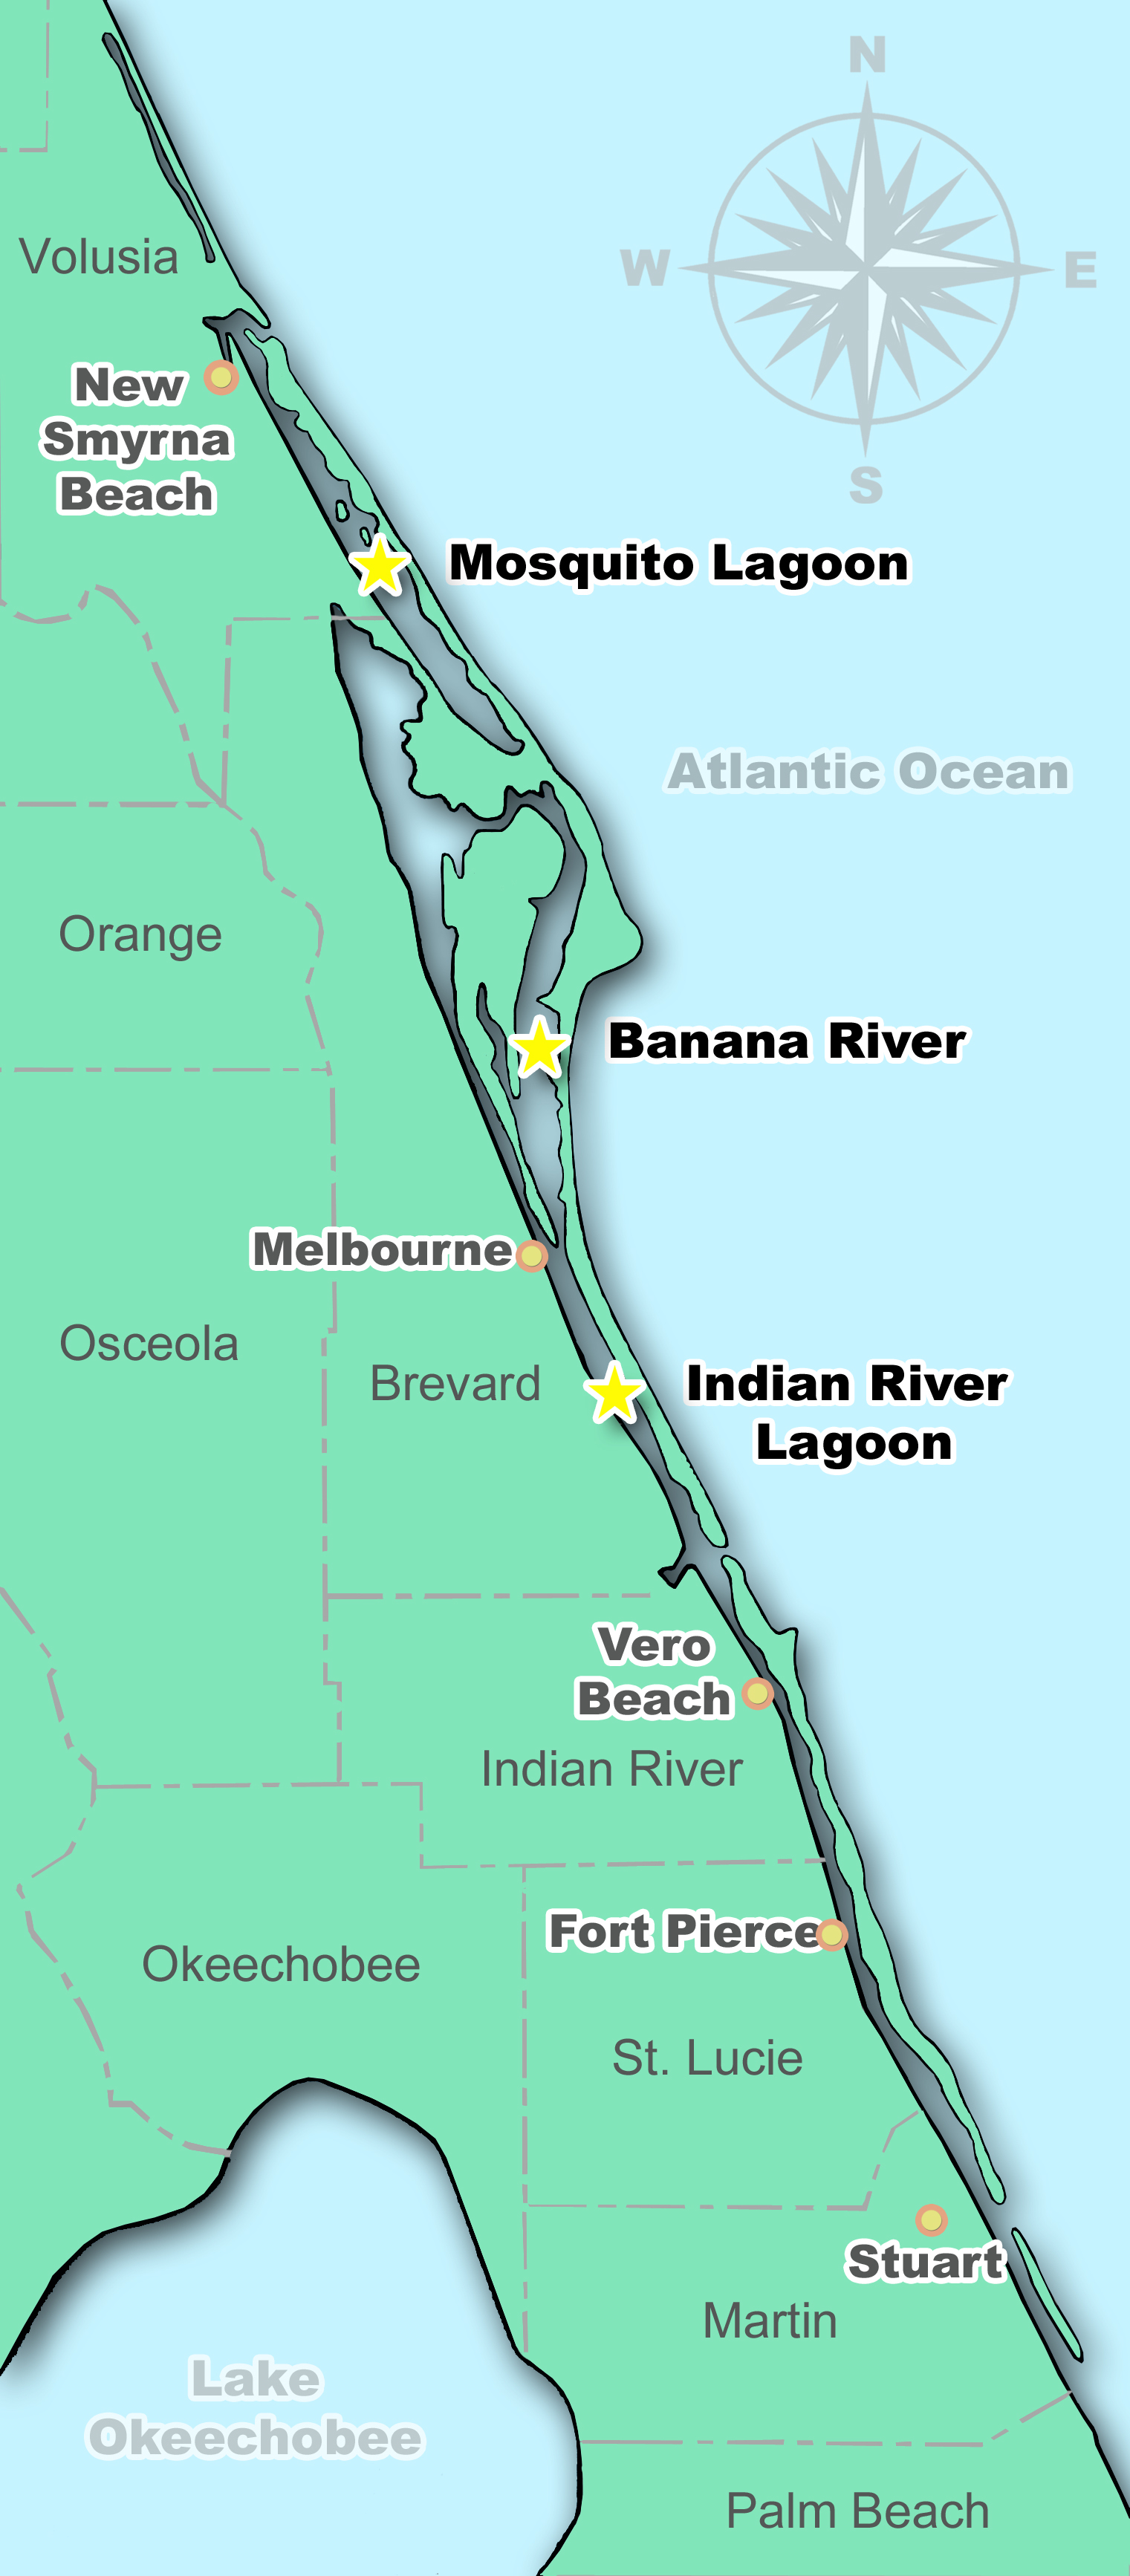 N
W
E
S
Volusia
New
Smyrna
Beach
Mosquito Lagoon
Atlantic Ocean
Orange
Banana River
Melbourne
Osceola
Brevard
Indian River
Lagoon
Vero
Beach
Indian River
Fort Pierce
Okeechobee
St. Lucie
Stuart
Martin
Lake
Okeechobee
Palm Beach